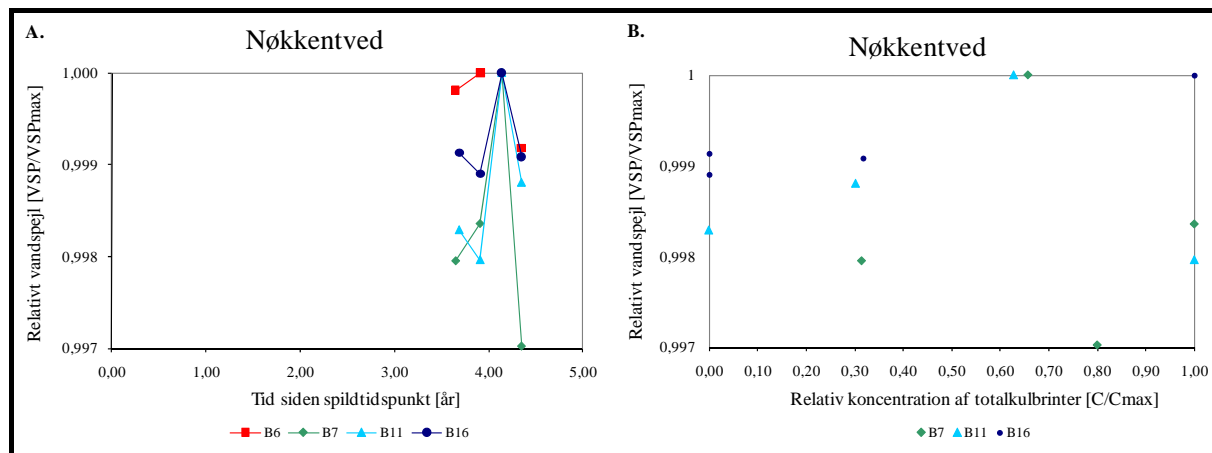 A.
Nøkkentved
Relativt vandspejl [VSP/VSPmax]
1,000
0,999
0,998
0,997
0,00 1,00 2,00 3,00 4,00 5,00
Tid siden spildtidspunkt [år]
B6 B7 B11 B16
B.
Nøkkentved
Relativt vandspejl [VSP/VSPmax]
1
0,999
0,998
0,997
0,00 0,10 0,20 0,30 0,40 0,50 0,60 0,70 0,80 0,90 1,00
Relativ koncentration af totalkulbrinter [C/Cmax]
B7 B11 B16